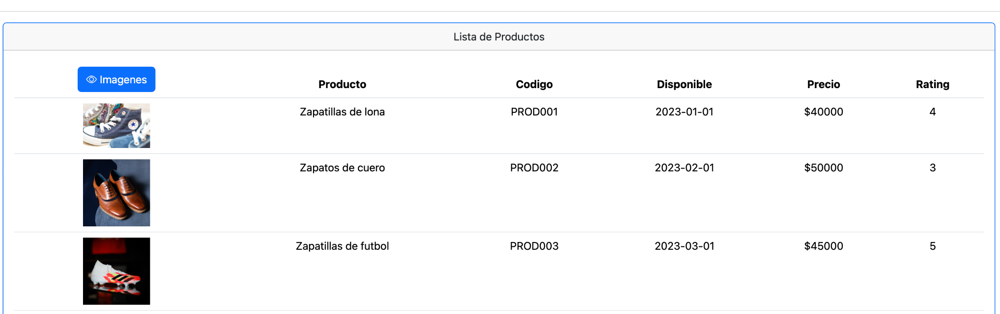 Lista de Productos
Imagenes Producto Codigo Disponible Precio Rating
Zapatillas de lona PROD001 2023-01-01 $40000 4
Zapatos de cuero PROD002 2023-02-01 $50000 3
Zapatillas de futbol PROD003 2023-03-01 $45000 5